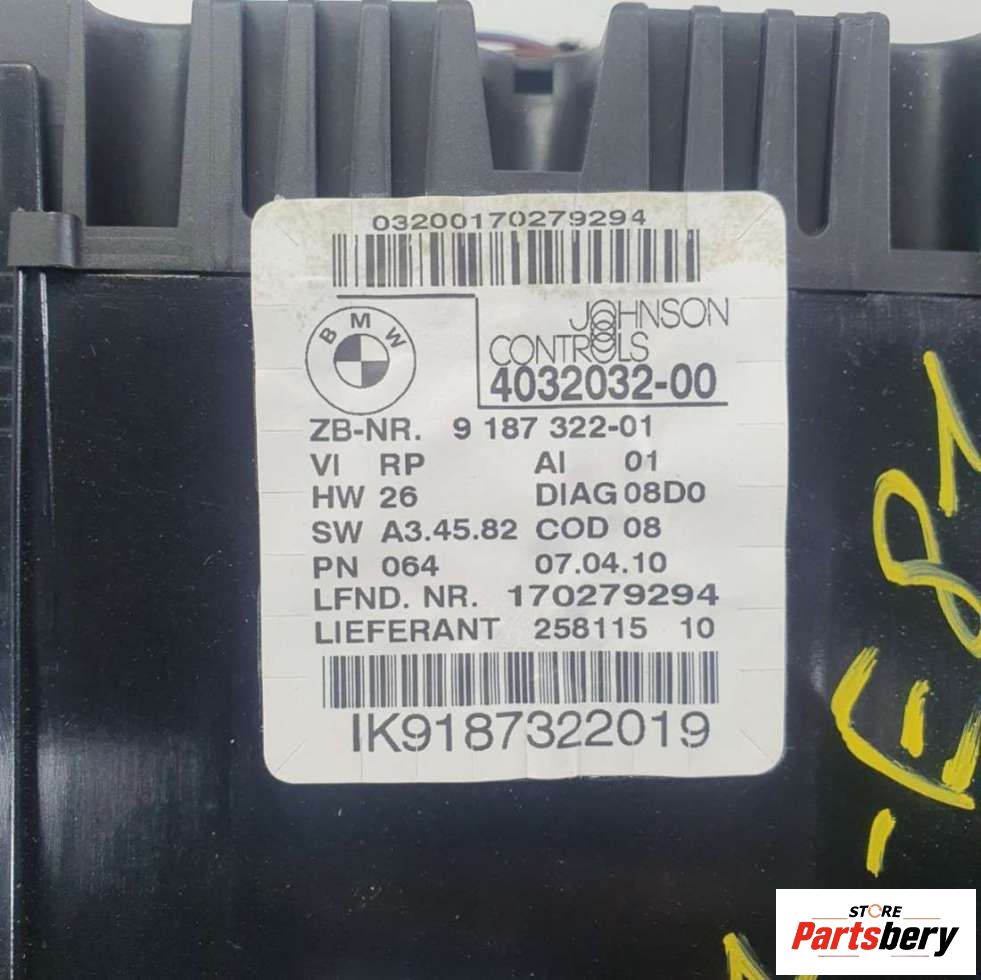 03200170279294
BMW
JOHNSON
CONTROLS
4032032-00
ZB-NR. 9 187 322-01
VI RP AI 01
HW 26 DIAG 08D0
SW A3.45.82 COD 08
PN 064 07.04.10
LFND. NR. 170279294
LIEFERANT 258115 10
IK9187322019
-E81
STORE
Partsbery